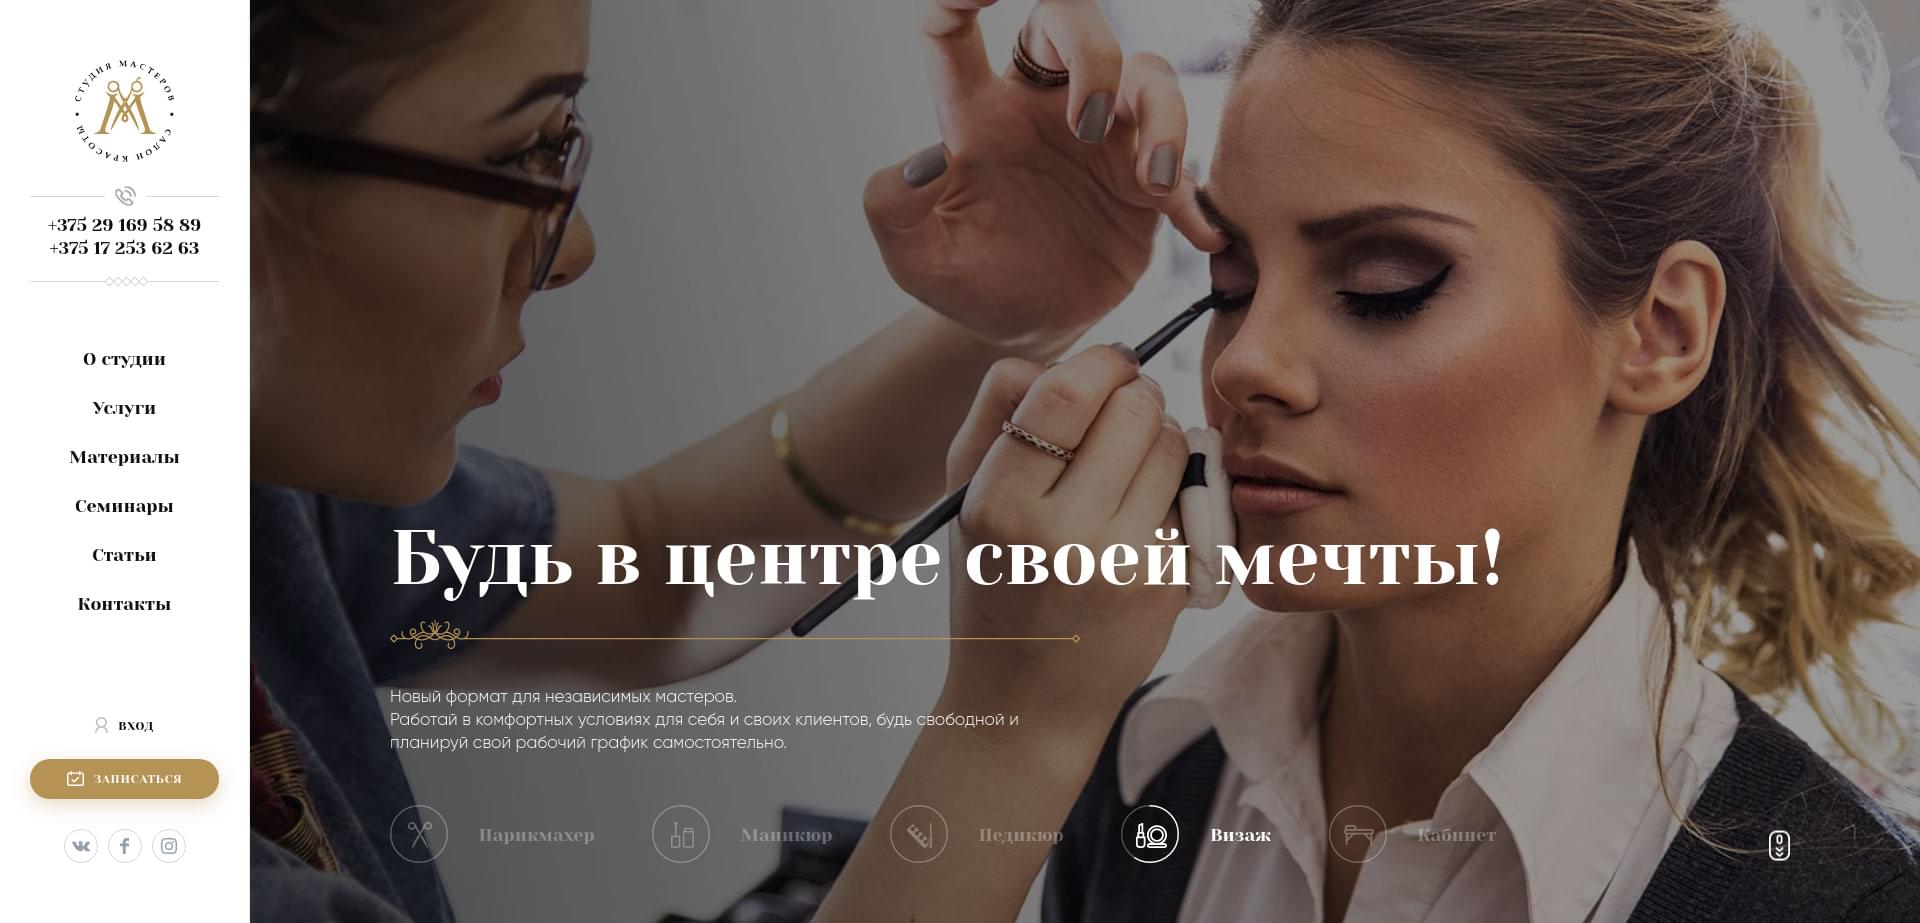 СТУДИЯ МАСТЕРОВ
САЛОН КРАСОТЫ
+375 29 169 58 89
+375 17 253 62 63
О студии
Услуги
Материалы
Семинары
Статьи
Контакты
ВХОД
ЗАПИСАТЬСЯ
Будь в центре своей мечты!
Новый формат для независимых мастеров.
Работай в комфортных условиях для себя и своих клиентов, будь свободной и
планируй свой рабочий график самостоятельно.
Парикмахер
Маникюр
Педикюр
Визаж
Кабинет